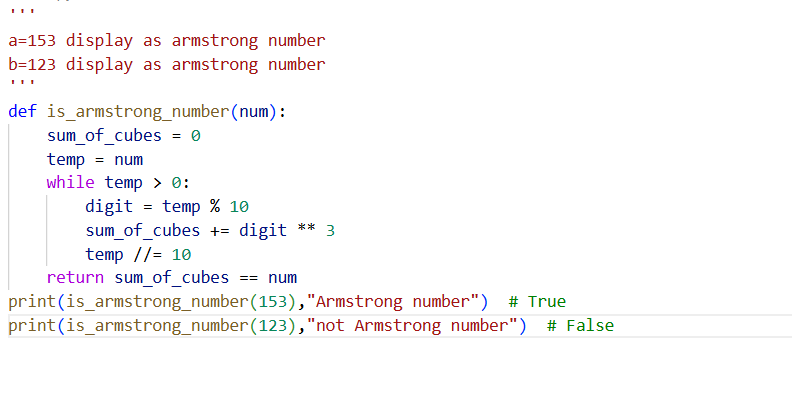 '''
a=153 display as armstrong number
b=123 display as armstrong number
'''
def is_armstrong_number(num):
    sum_of_cubes = 0
    temp = num
    while temp > 0:
        digit = temp % 10
        sum_of_cubes += digit ** 3
        temp //= 10
    return sum_of_cubes == num
print(is_armstrong_number(153),"Armstrong number")  # True
print(is_armstrong_number(123),"not Armstrong number")  # False